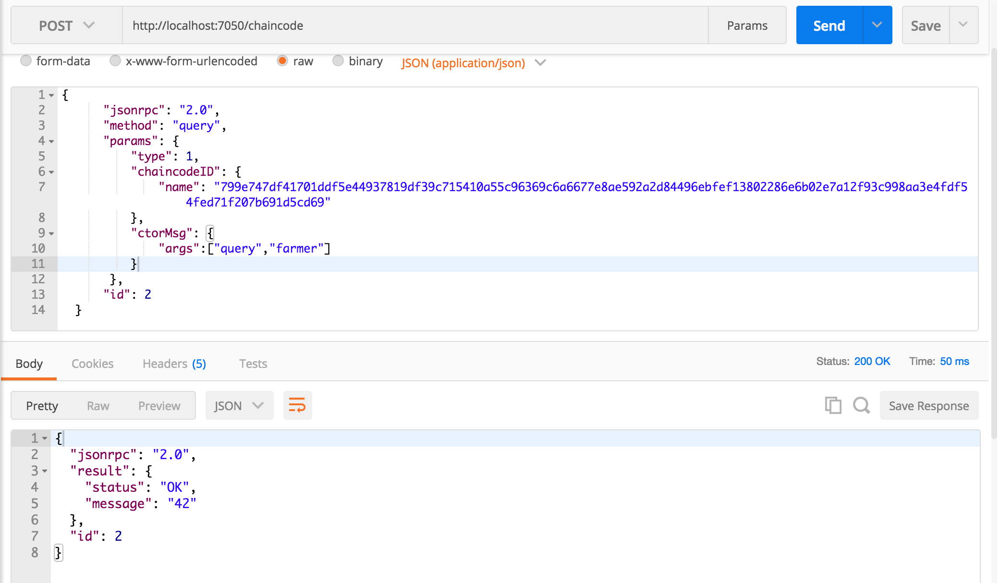 POST http://localhost:7050/chaincode Params Send Save
form-data x-www-form-urlencoded raw binary JSON (application/json)
1 {
2 "jsonrpc": "2.0",
3 "method": "query",
4 "params": {
5 "type": 1,
6 "chaincodeID": {
7 "name": "799e747df41701ddf5e44937819df39c715410a55c96369c6a6677e8ae592a2d84496ebfef13802286e6b02e7a12f93c998aa3e4fdf5
4fed71f207b691d5cd69"
8 },
9 "ctorMsg": {
10 "args":["query","farmer"]
11 }
12 },
13 "id": 2
14 }
Body Cookies Headers (5) Tests Status: 200 OK Time: 50 ms
Pretty Raw Preview JSON Save Response
1 {
2 "jsonrpc": "2.0",
3 "result": {
4 "status": "OK",
5 "message": "42"
6 },
7 "id": 2
8 }